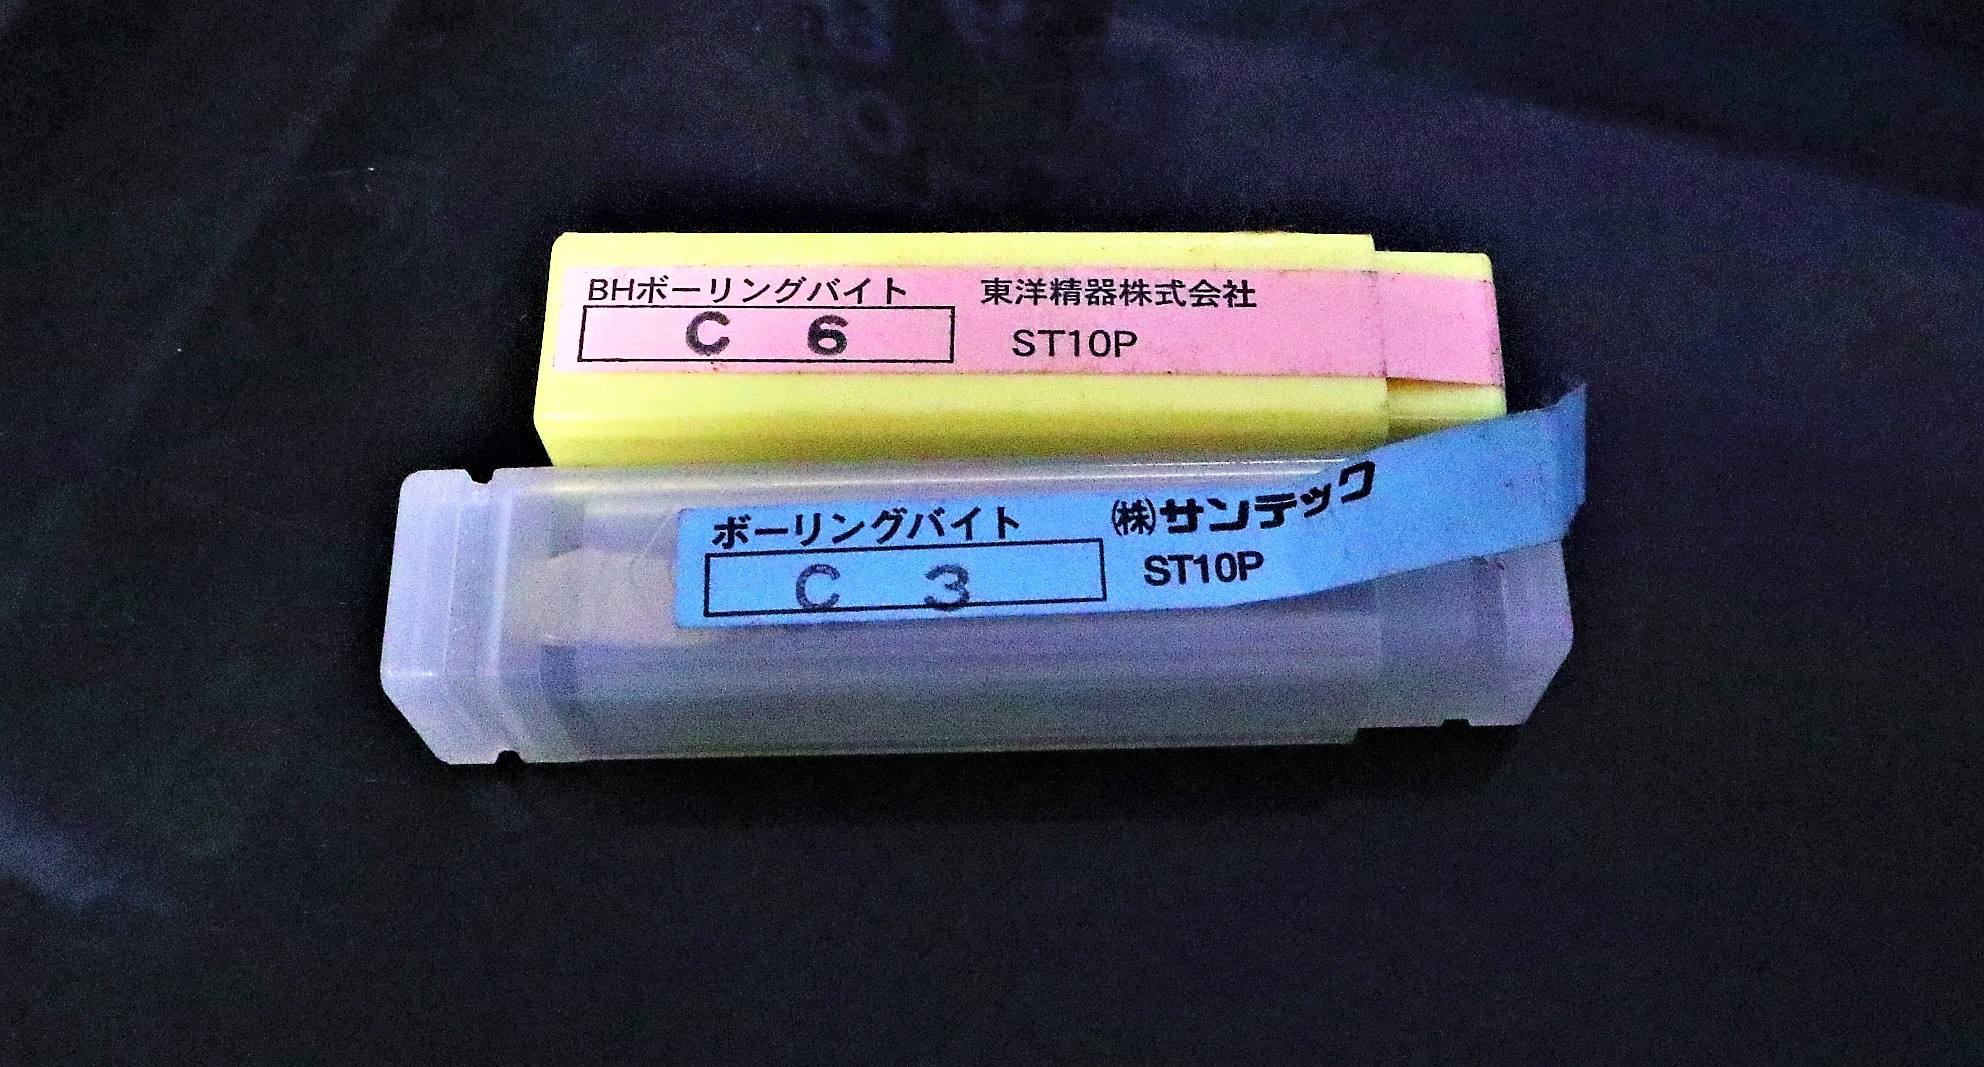 BHボーリングバイト 東洋精器株式会社
C 6 ST10P
ボーリングバイト ㈱サンテック
C 3 ST10P